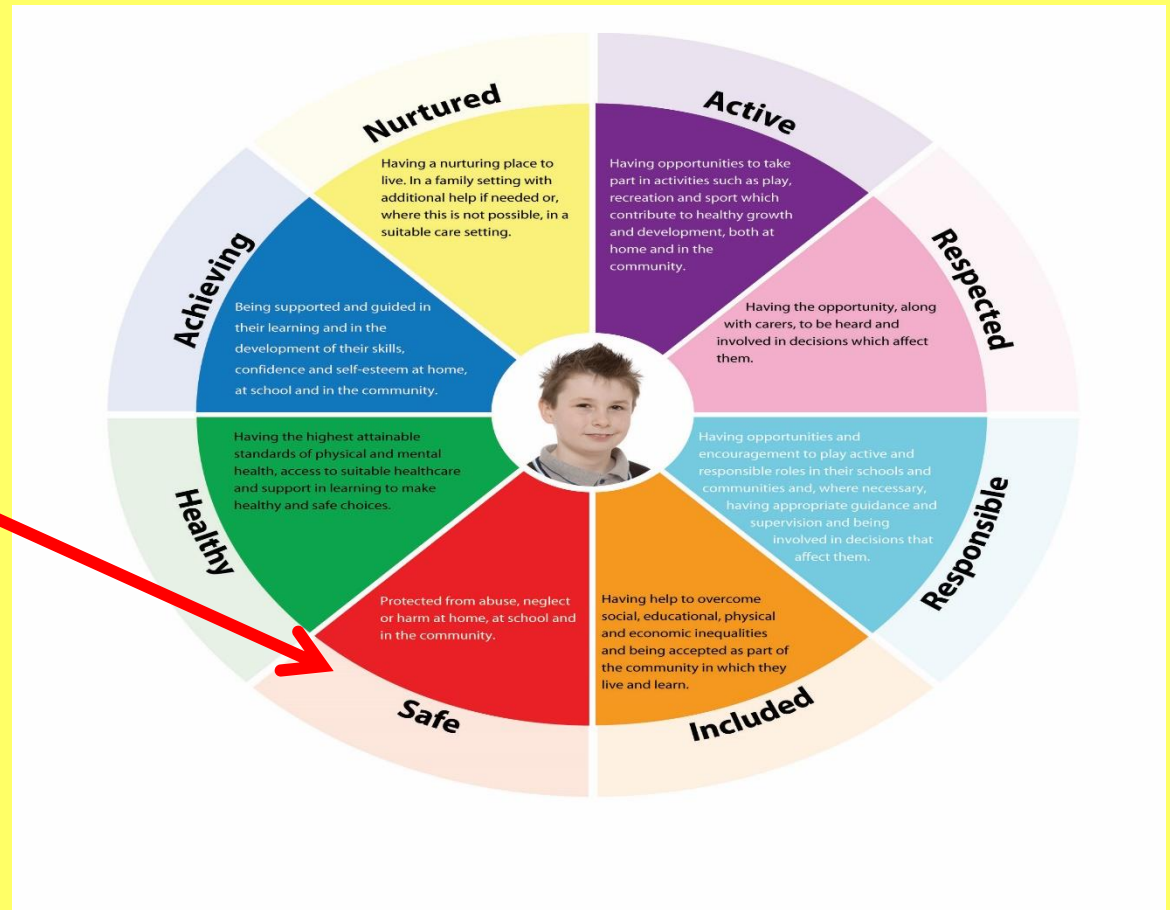 Nurtured
Having a nurturing place to
live. In a family setting with
additional help if needed or,
where this is not possible, in a
suitable care setting.
Active
Having opportunities to take
part in activities such as play,
recreation and sport which
contribute to healthy growth
and development, both at
home and in the
community.
Respected
Having the opportunity, along
with carers, to be heard and
involved in decisions which affect
them.
Responsible
Having opportunities and
encouragement to play active and
responsible roles in their schools and
communities and, where necessary,
having appropriate guidance and
supervision and being
involved in decisions that
affect them.
Included
Having help to overcome
social, educational, physical
and economic inequalities
and being accepted as part of
the community in which they
live and learn.
Safe
Protected from abuse, neglect
or harm at home, at school and
in the community.
Healthy
Having the highest attainable
standards of physical and mental
health, access to suitable healthcare
and support in learning to make
healthy and safe choices.
Achieving
Being supported and guided in
their learning and in the
development of their skills,
confidence and self-esteem at home,
at school and in the community.